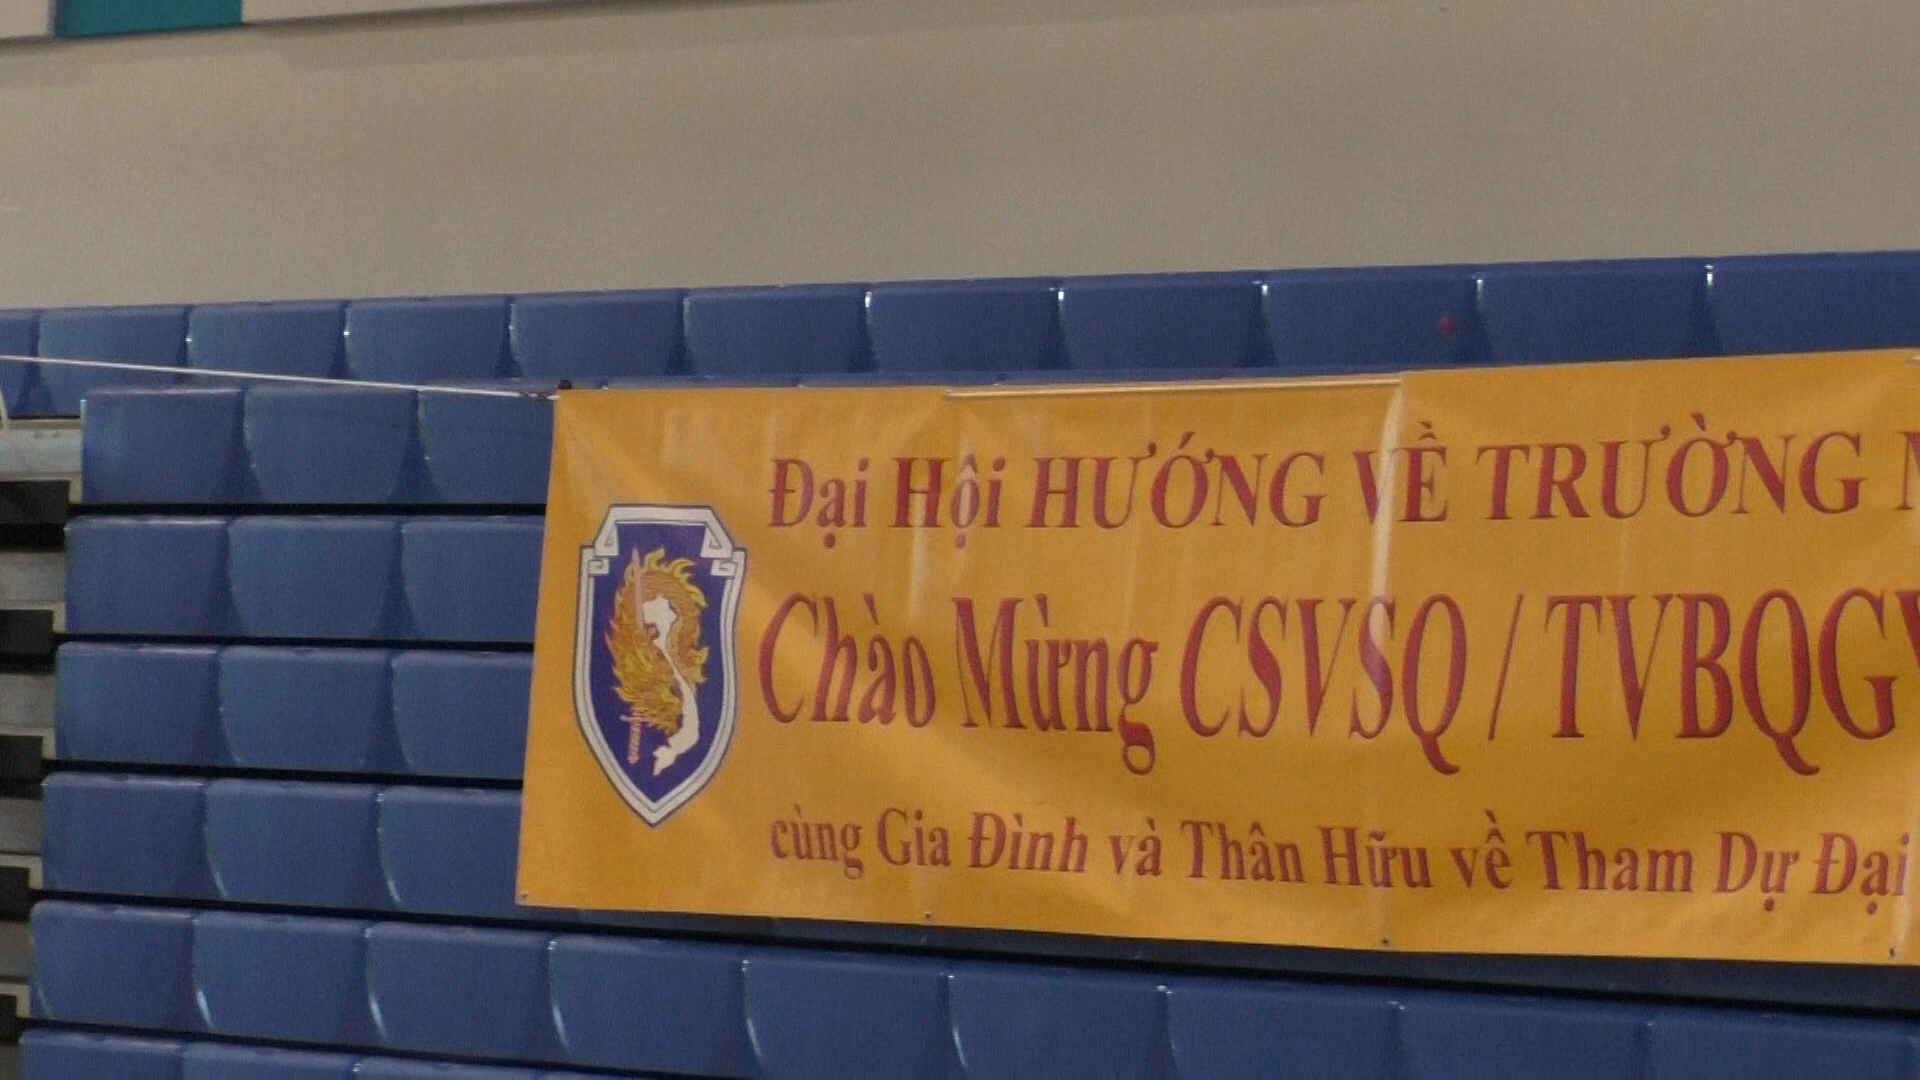 Đại Hội HƯỚNG VỀ TRƯỜNG
Chào Mừng CSVSQ / TVBQGV
cùng Gia Đình và Thân Hữu về Tham Dự Đại